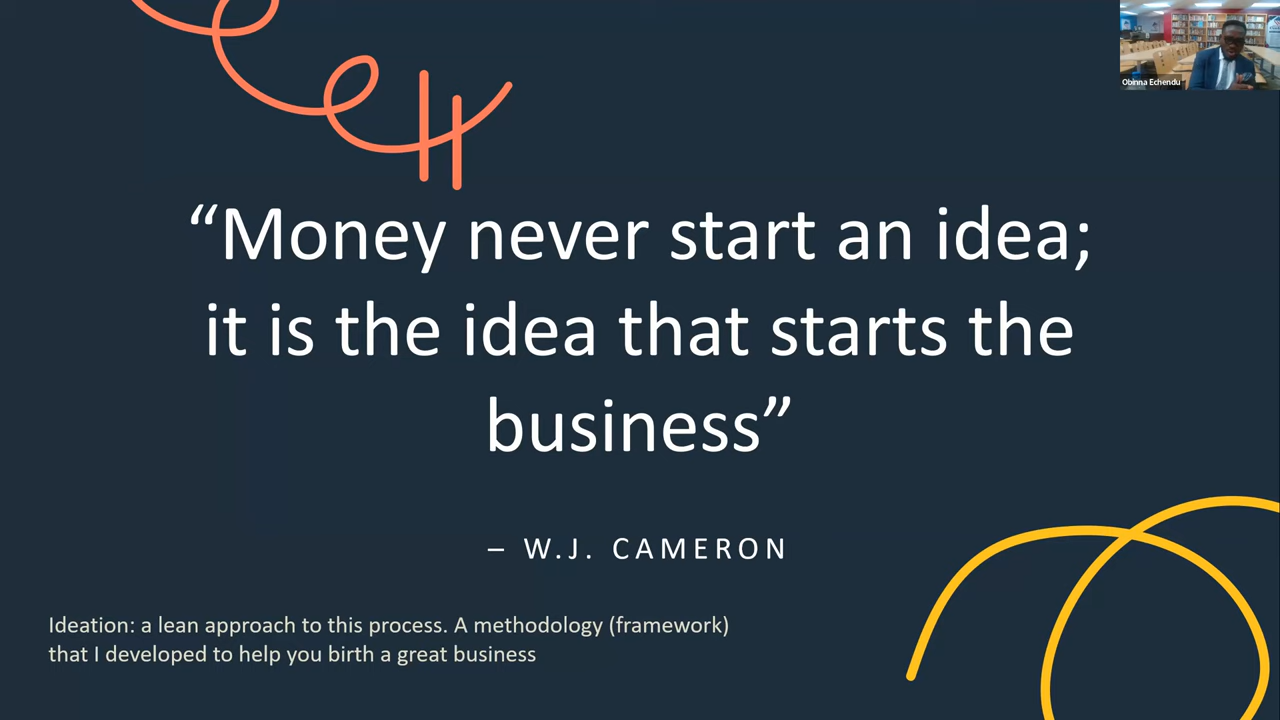 Obinna Echendu
“Money never start an idea;
it is the idea that starts the
business”
– W.J. CAMERON
Ideation: a lean approach to this process. A methodology (framework)
that I developed to help you birth a great business